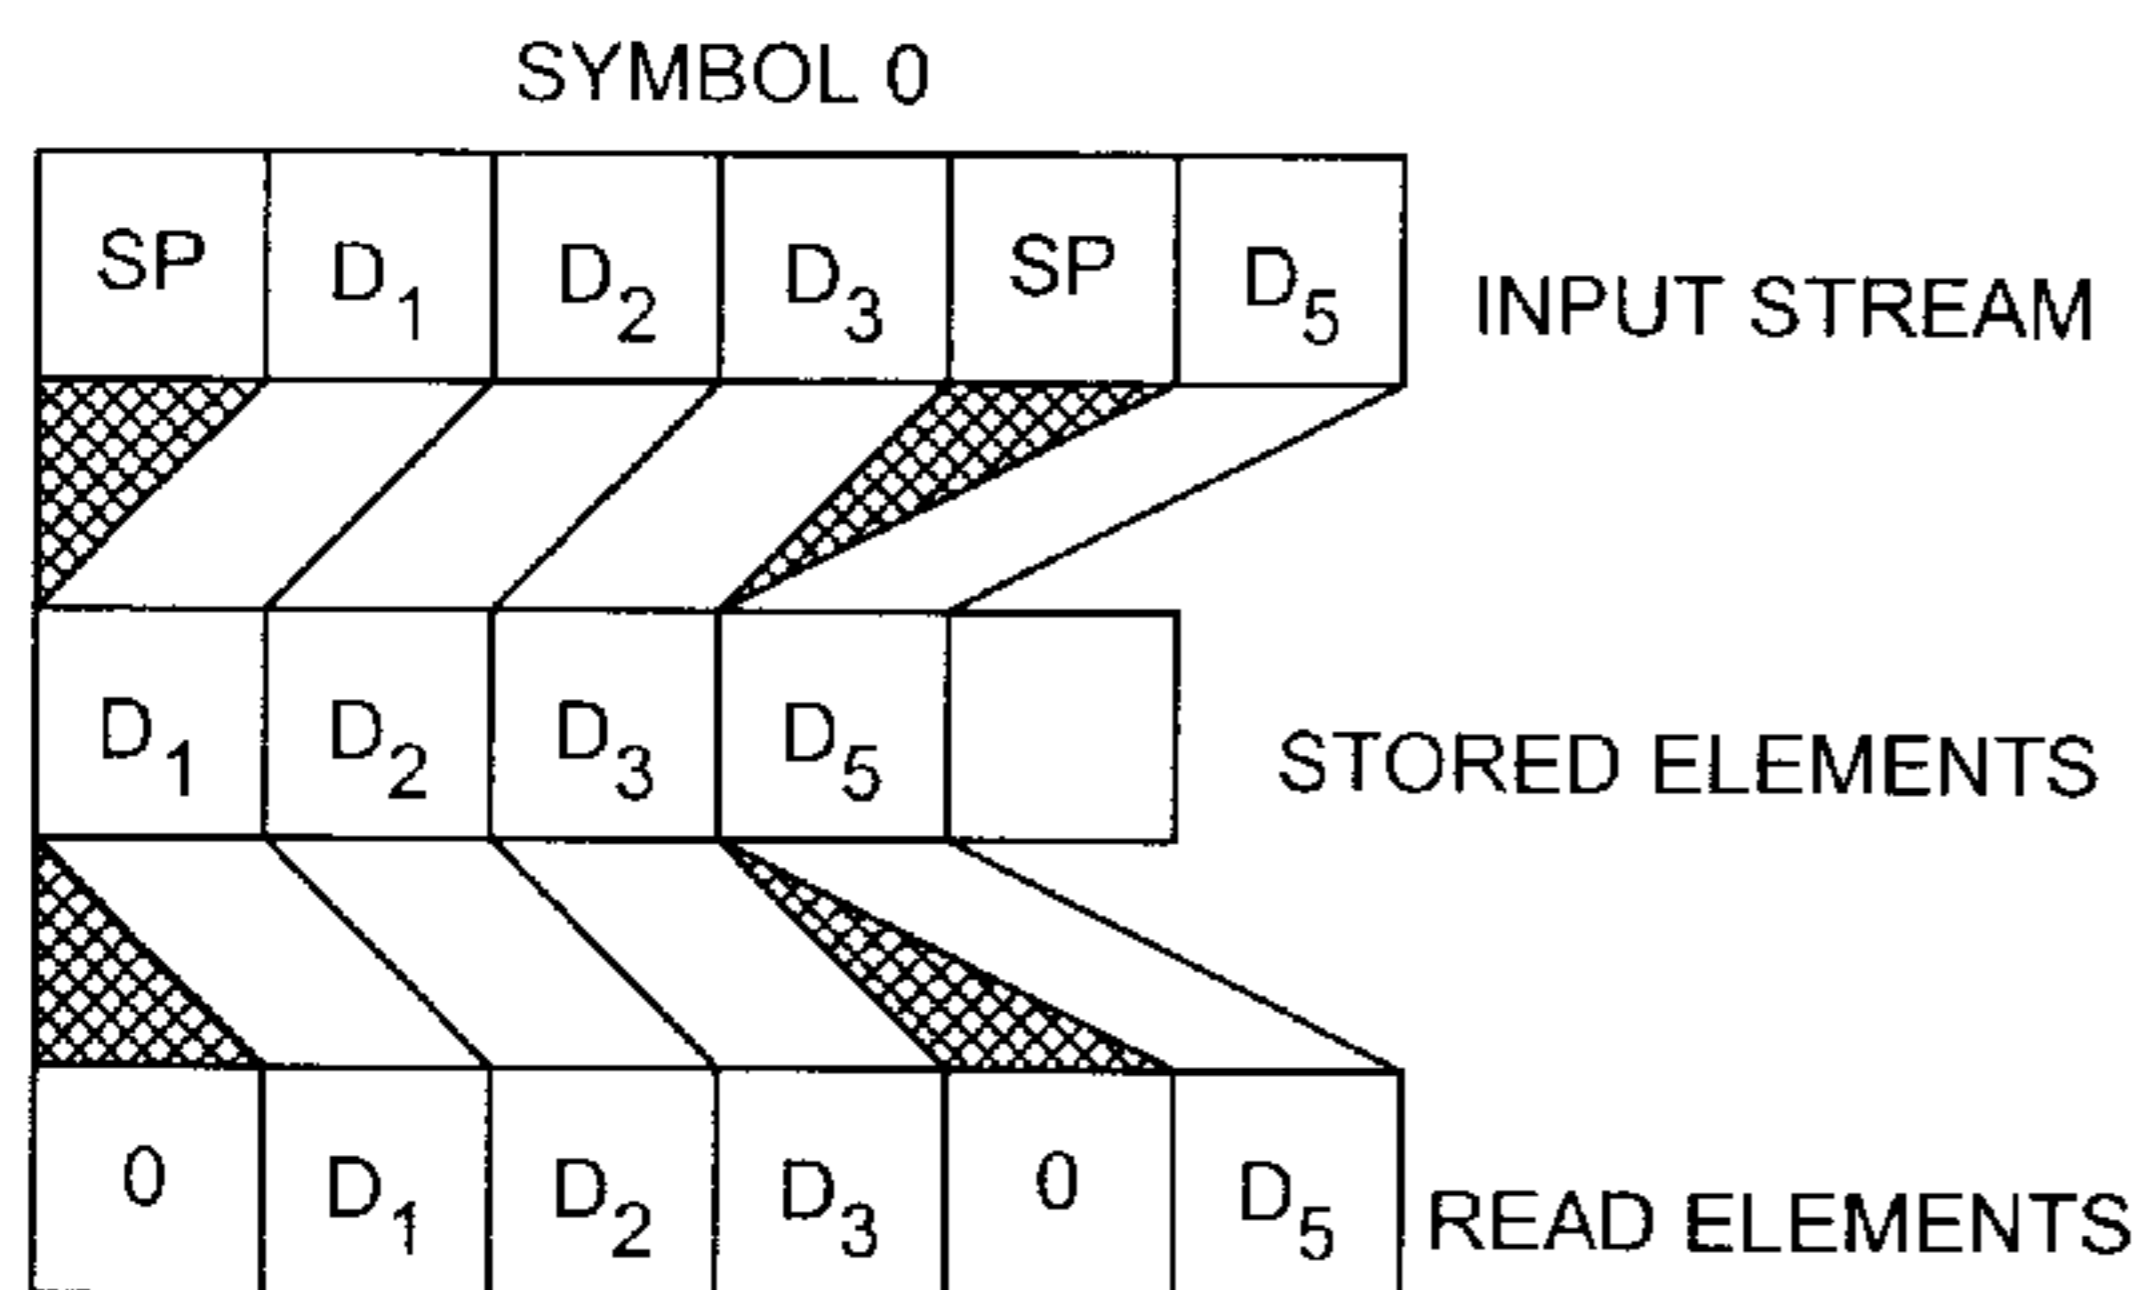 SYMBOL 0
SP D1 D2 D3 SP D5 INPUT STREAM
D1 D2 D3 D5 STORED ELEMENTS
0 D1 D2 D3 0 D5 READ ELEMENTS